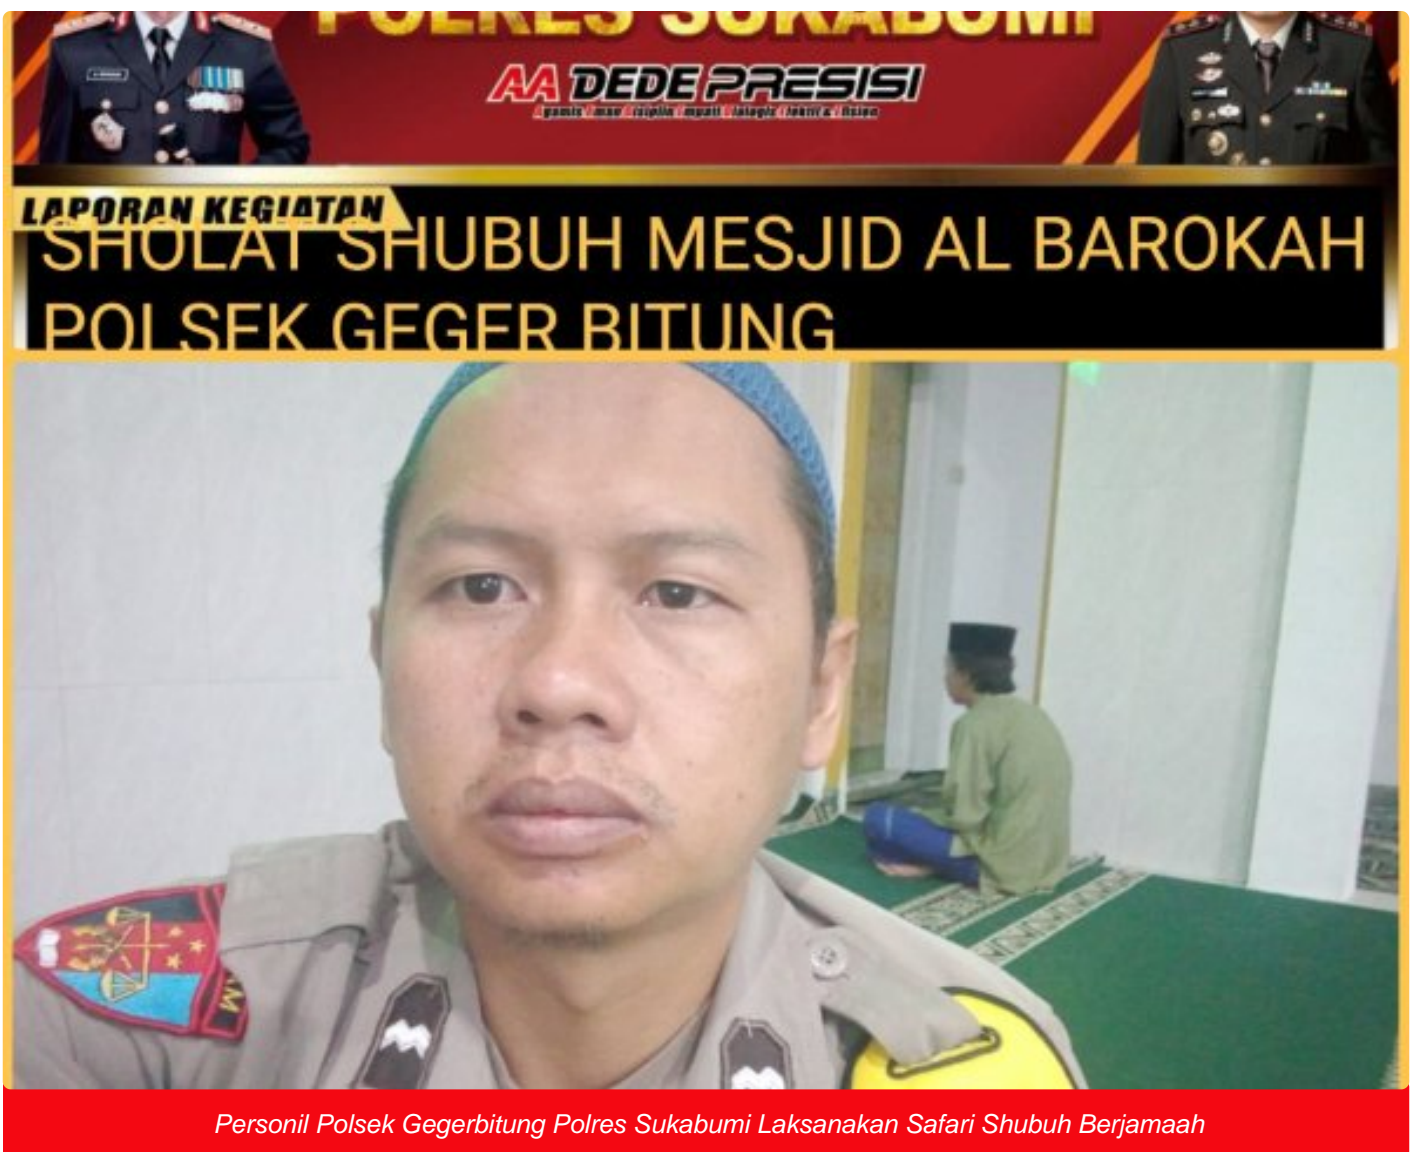 POLRES SUKABUMI
AA DEDE PRESISI
LAPORAN KEGIATAN
SHOLAT SHUBUH MESJID AL BAROKAH
POLSEK GEGER BITUNG
Personil Polsek Gegerbitung Polres Sukabumi Laksanakan Safari Shubuh Berjamaah